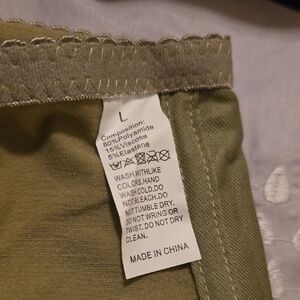 L
Composition:
80%Polyamide
15%Viscose
5%Elastane
WASH WITH LIKE
COLORS. HAND
WASH COLD. DO
NOT BLEACH. DO
NOT TUMBLE DRY.
DO NOT WRING OR
TWIST. DO NOT DRY
CLEAN.
MADE IN CHINA